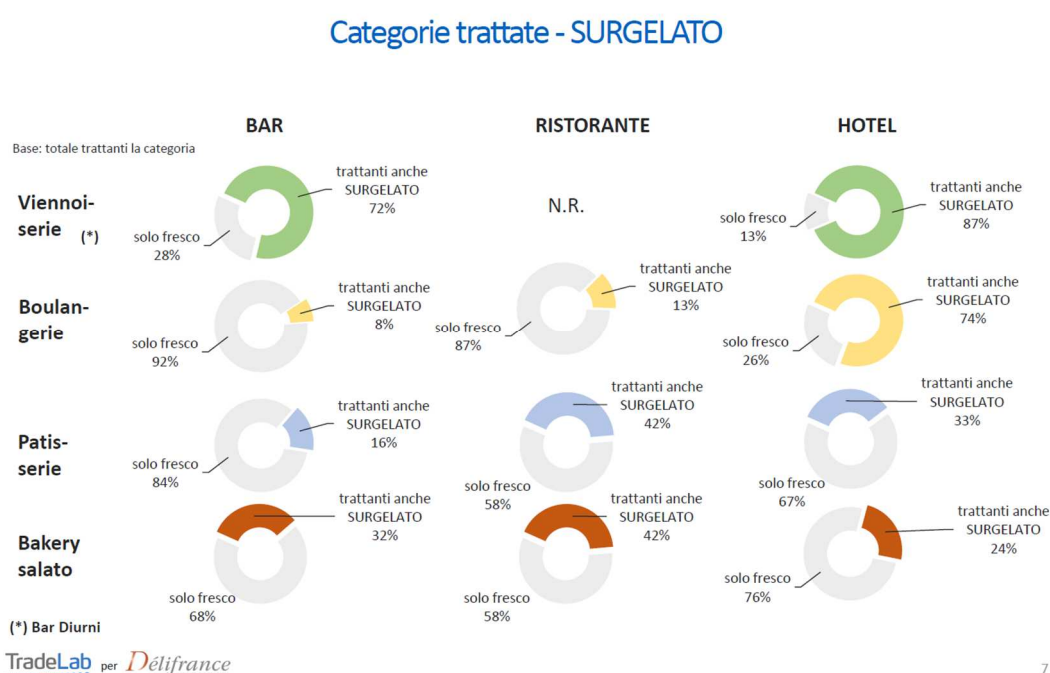 Categorie trattate - SURGELATO
BAR
RISTORANTE
HOTEL
Base: totale trattanti la categoria
Viennoi-
serie (*)
trattanti anche
SURGELATO
72%
solo fresco
28%
N.R.
trattanti anche
SURGELATO
87%
solo fresco
13%
Boulan-
gerie
trattanti anche
SURGELATO
8%
solo fresco
92%
trattanti anche
SURGELATO
13%
solo fresco
87%
trattanti anche
SURGELATO
74%
solo fresco
26%
Patis-
serie
trattanti anche
SURGELATO
16%
solo fresco
84%
trattanti anche
SURGELATO
42%
solo fresco
58%
trattanti anche
SURGELATO
33%
solo fresco
67%
Bakery
salato
trattanti anche
SURGELATO
32%
solo fresco
68%
trattanti anche
SURGELATO
42%
solo fresco
58%
trattanti anche
SURGELATO
24%
solo fresco
76%
(*) Bar Diurni
TradeLab per Délifrance
7